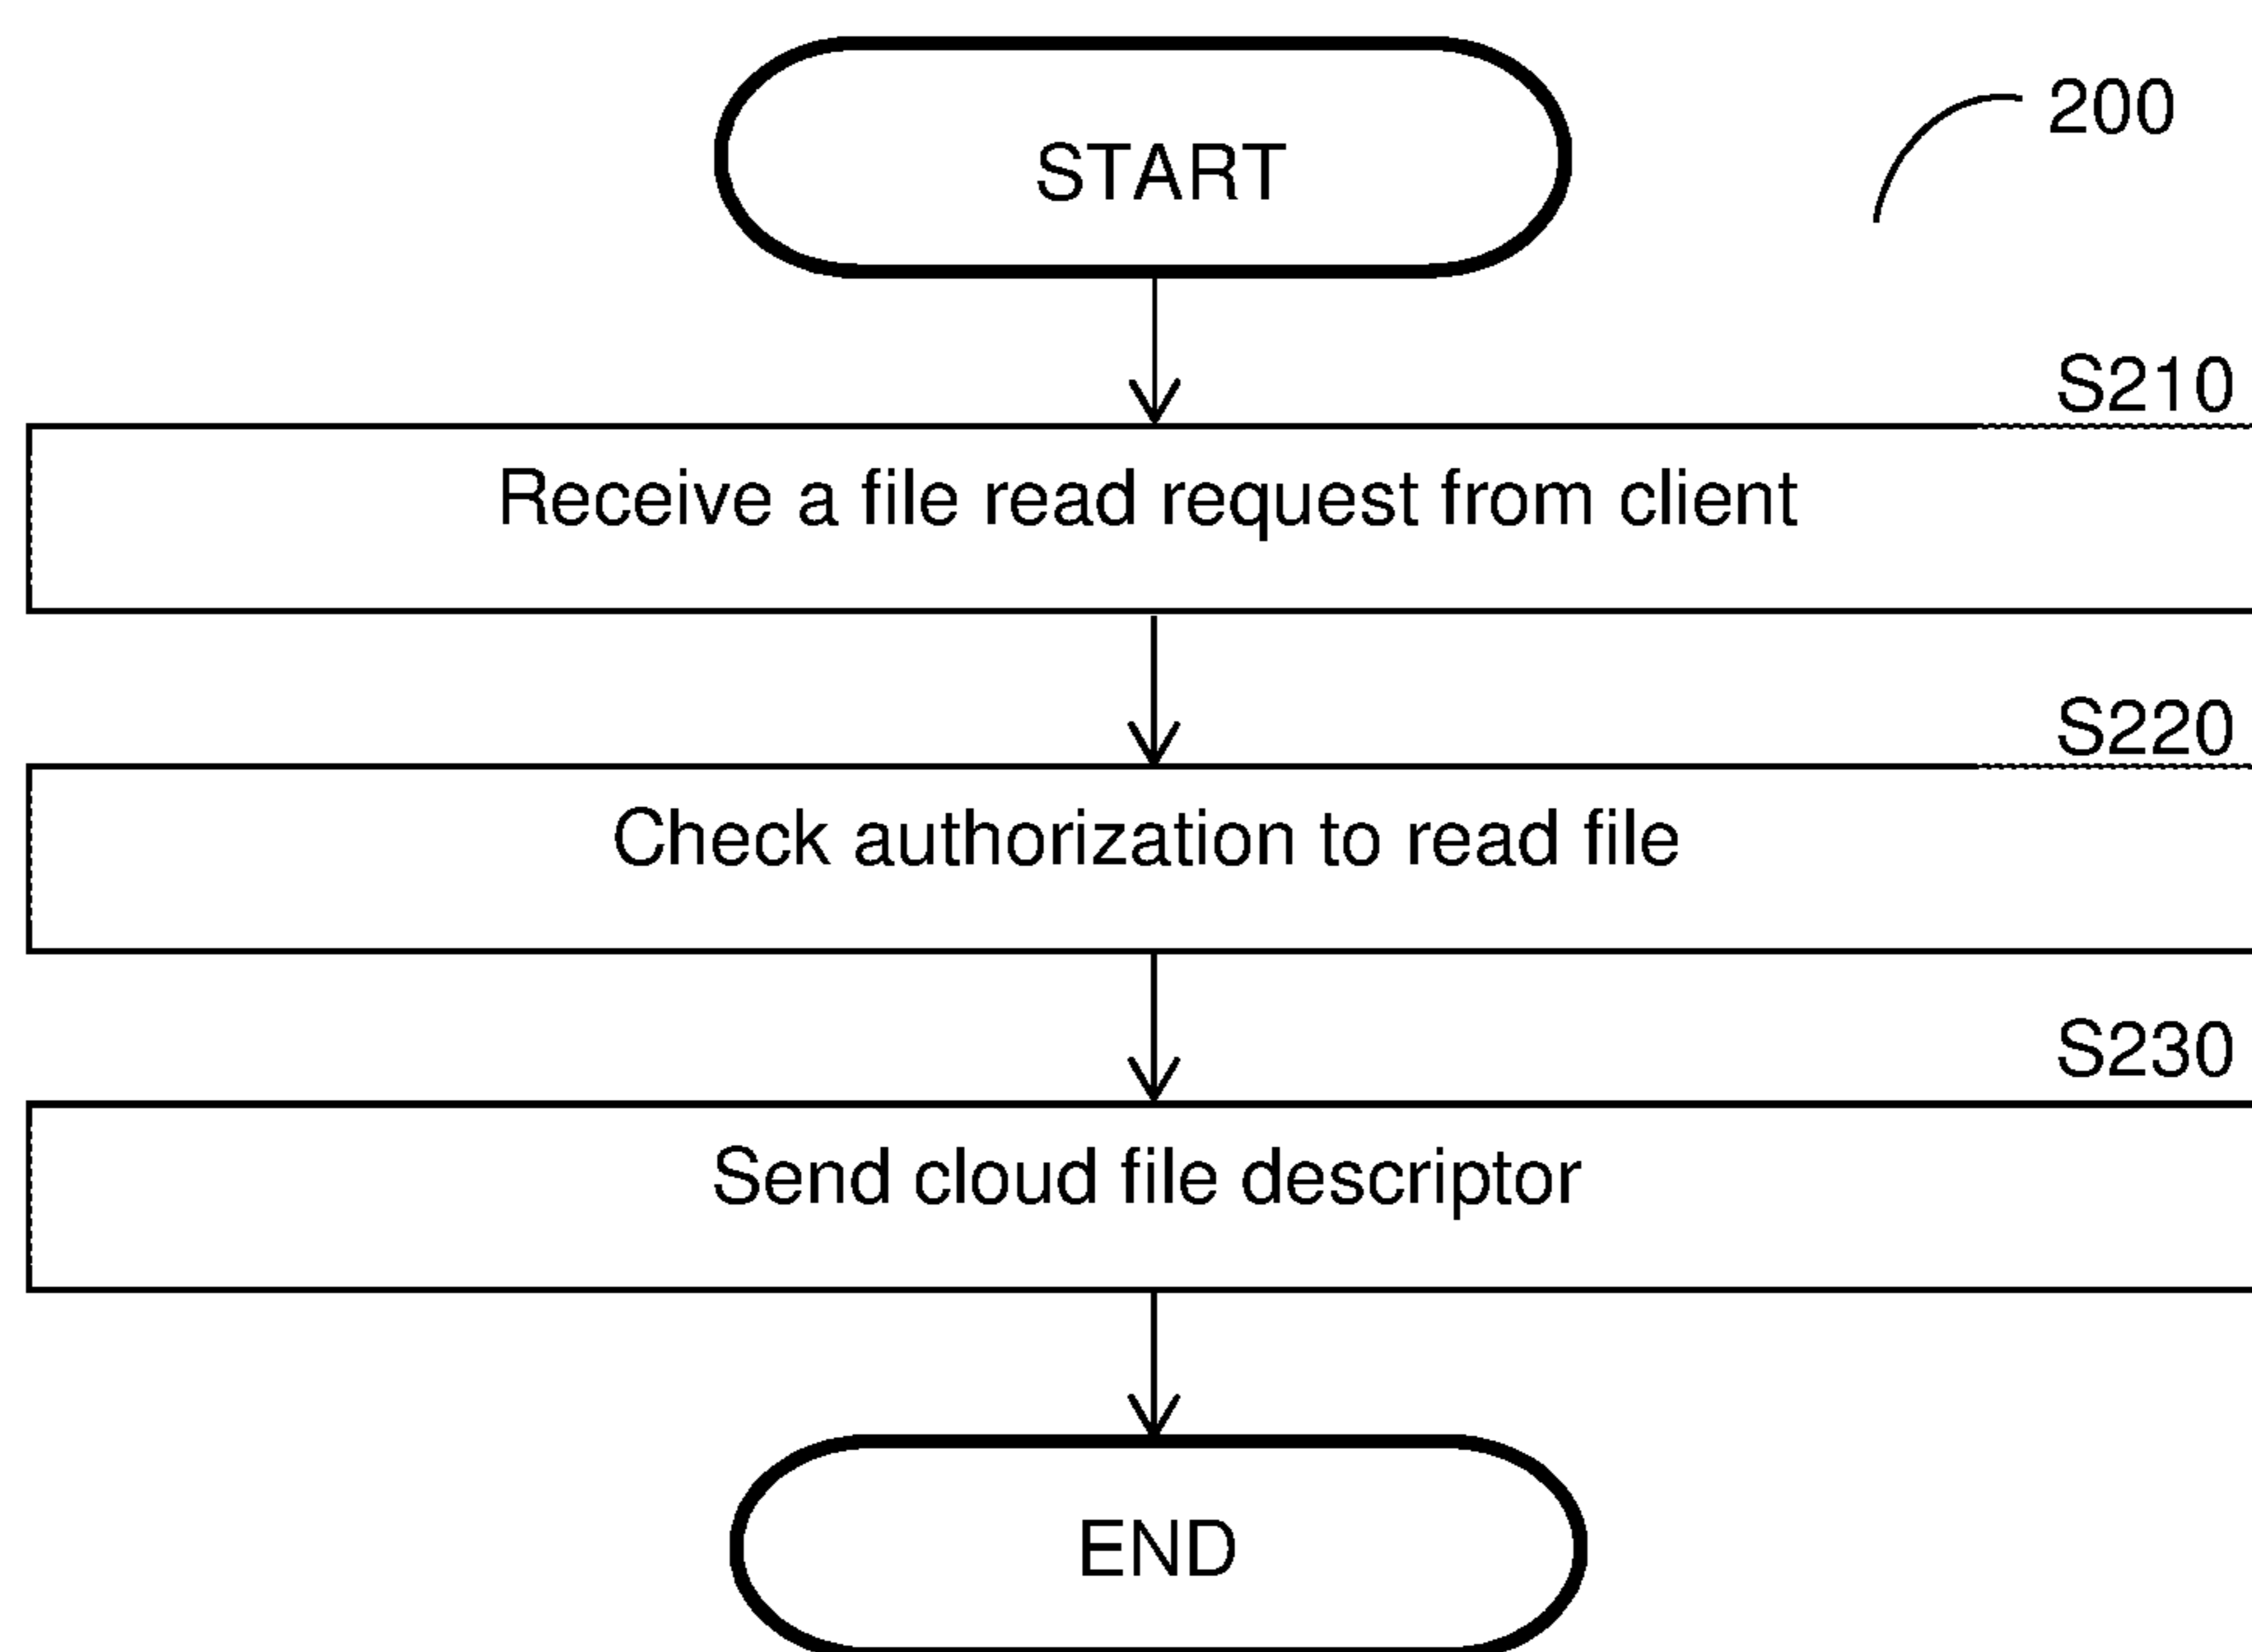 START
200
S210
Receive a file read request from client
S220
Check authorization to read file
S230
Send cloud file descriptor
END